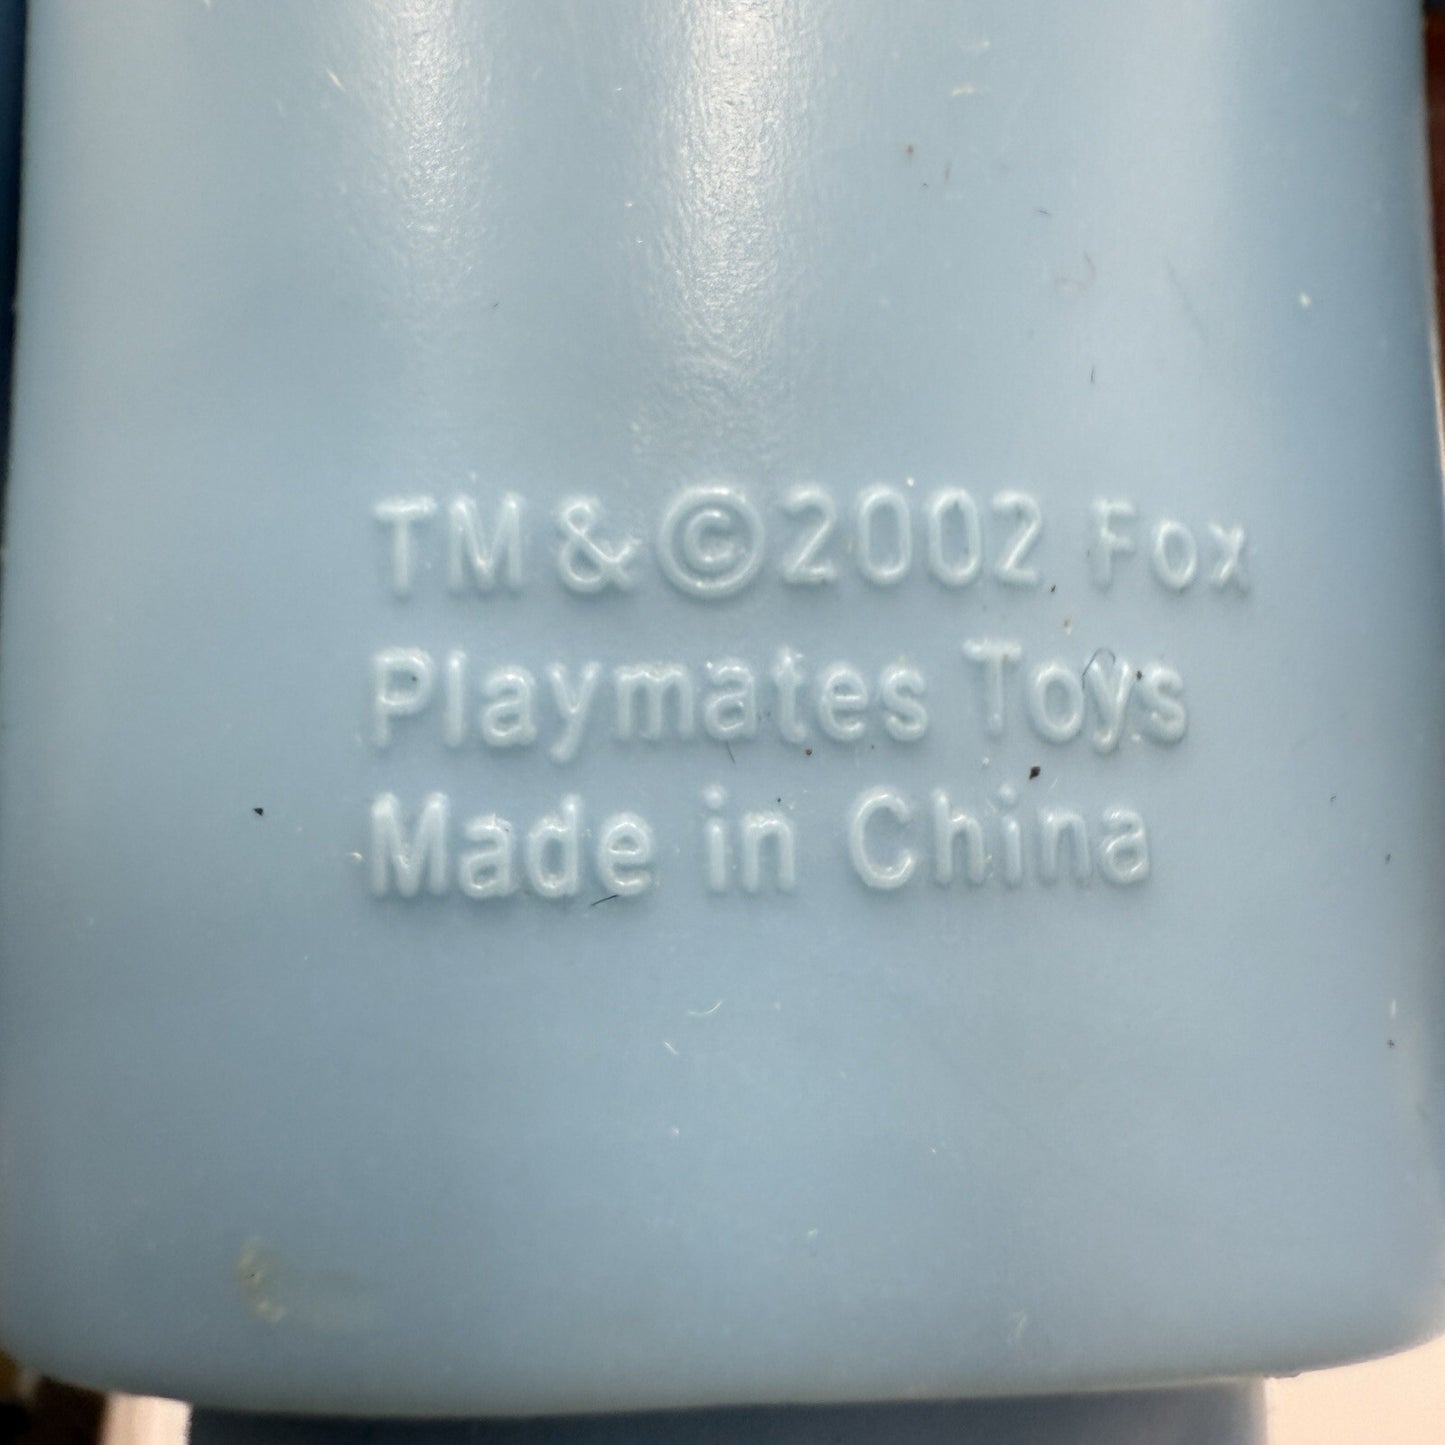 TM&©2002 Fox
Playmates Toys
Made in China